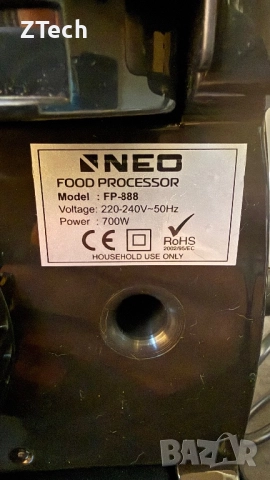 ZTech
NEO
FOOD PROCESSOR
Model : FP-888
Voltage: 220-240V~50Hz
Power : 700W
CE
RoHS
2002/95/EC
HOUSEHOLD USE ONLY
BAZAR
bg